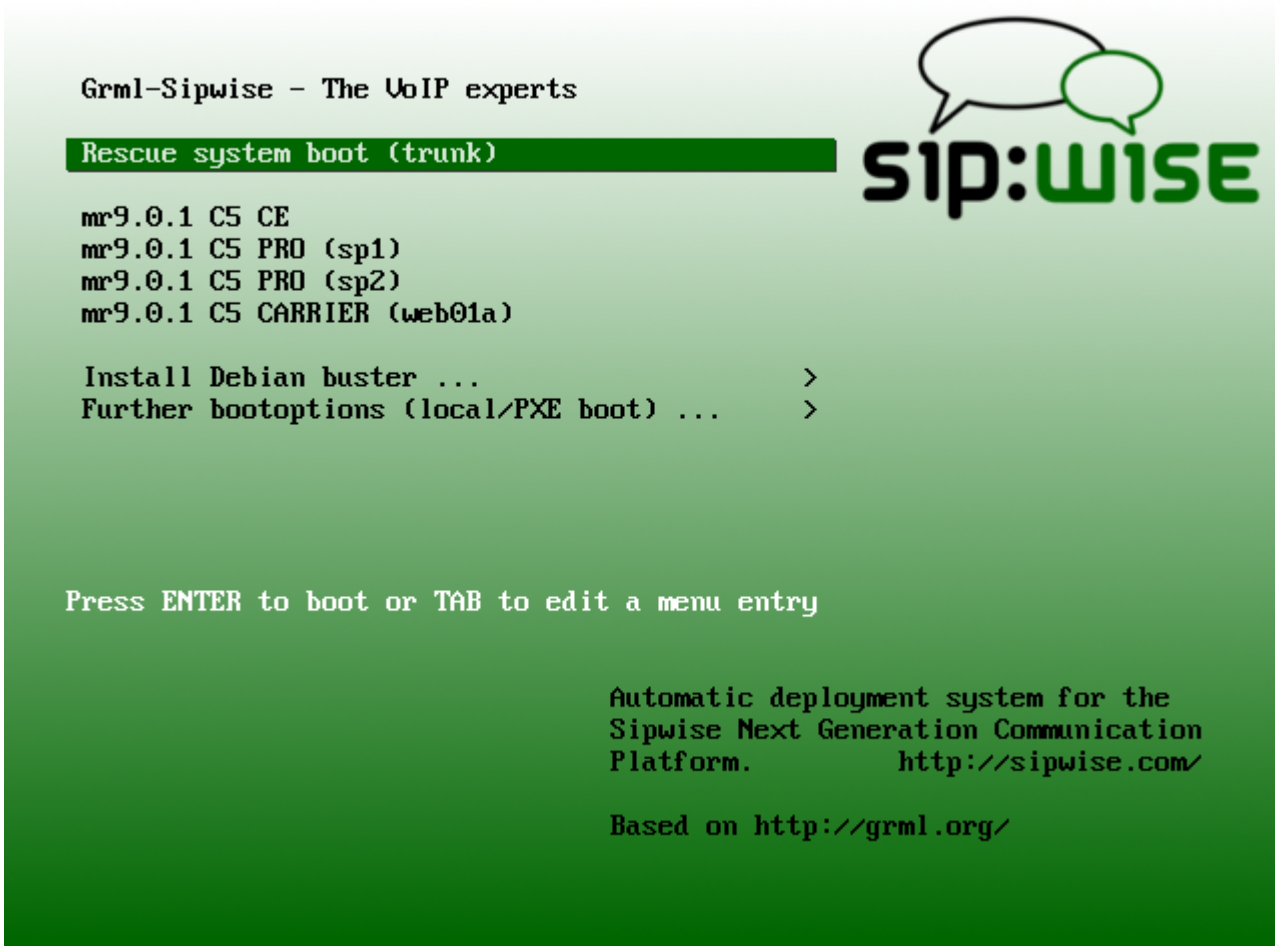 Grml-Sipwise - The VoIP experts
sip:wise
Rescue system boot (trunk)
mr9.0.1 C5 CE
mr9.0.1 C5 PRO (sp1)
mr9.0.1 C5 PRO (sp2)
mr9.0.1 C5 CARRIER (web01a)
Install Debian buster ... >
Further bootoptions (local/PXE boot) ... >
Press ENTER to boot or TAB to edit a menu entry
Automatic deployment system for the
Sipwise Next Generation Communication
Platform. http://sipwise.com/
Based on http://grml.org/